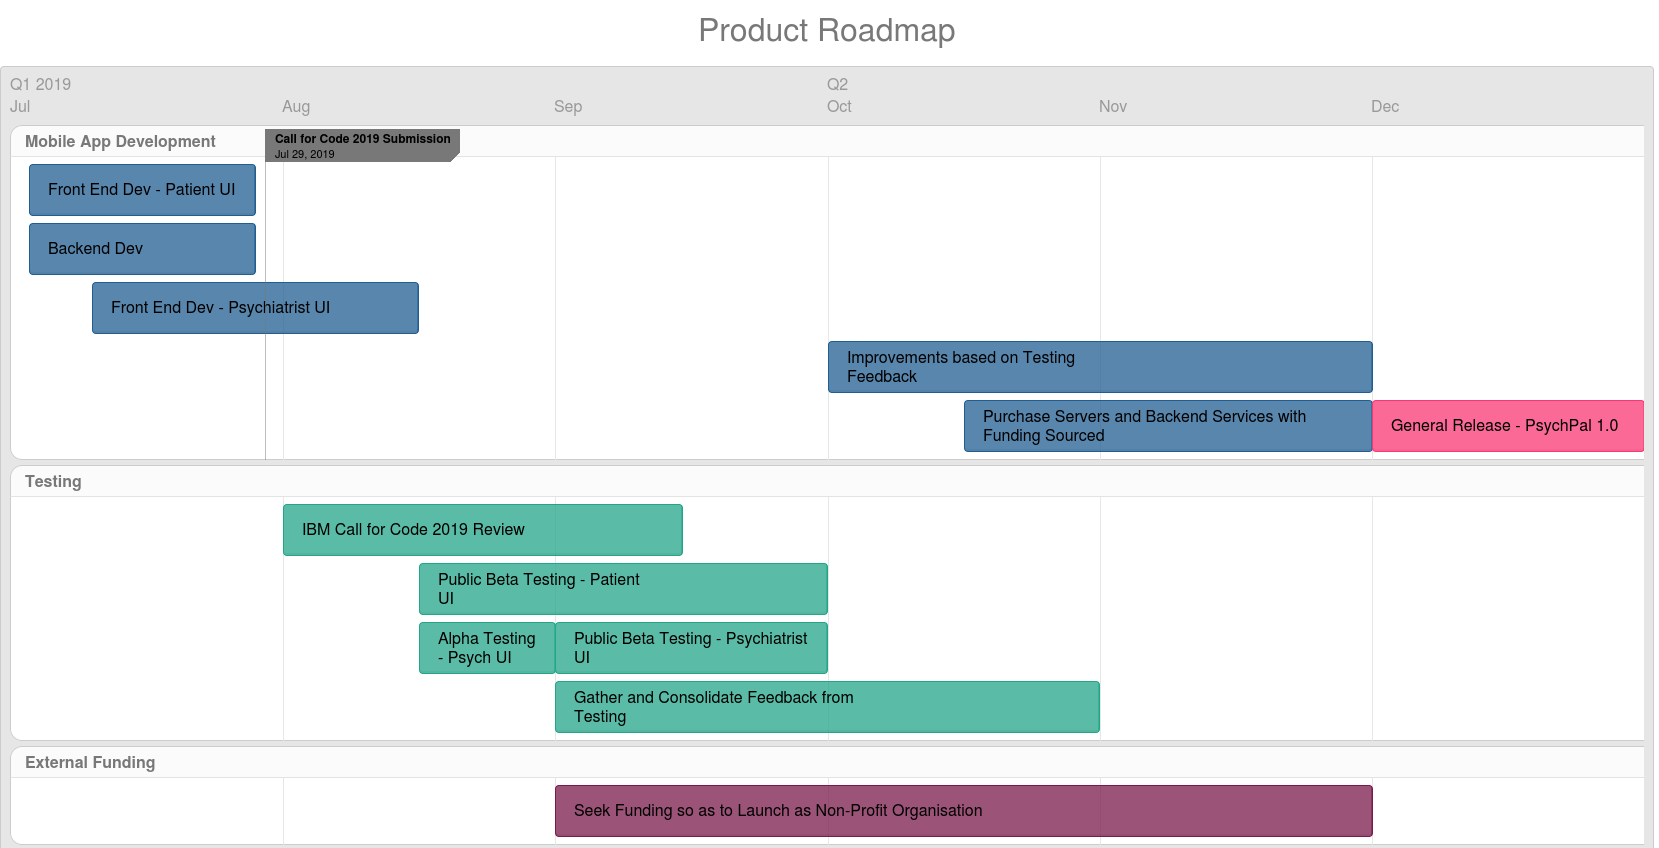 Product Roadmap
Q1 2019
Q2
Jul
Aug
Sep
Oct
Nov
Dec
Mobile App Development
Call for Code 2019 Submission
Jul 29, 2019
Front End Dev - Patient UI
Backend Dev
Front End Dev - Psychiatrist UI
Improvements based on Testing
Feedback
Purchase Servers and Backend Services with
Funding Sourced
General Release - PsychPal 1.0
Testing
IBM Call for Code 2019 Review
Public Beta Testing - Patient
UI
Alpha Testing
- Psych UI
Public Beta Testing - Psychiatrist
UI
Gather and Consolidate Feedback from
Testing
External Funding
Seek Funding so as to Launch as Non-Profit Organisation